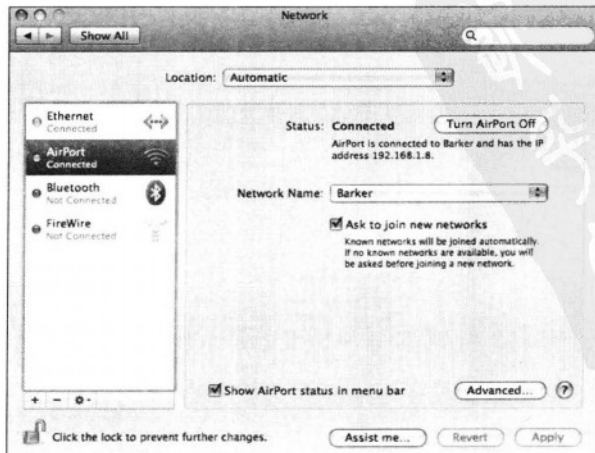 Network
Show All
Location: Automatic
Ethernet
Connected
AirPort
Connected
Bluetooth
Not Connected
FireWire
Not Connected
Status: Connected
Turn AirPort Off
AirPort is connected to Barker and has the IP
address 192.168.1.8.
Network Name: Barker
Ask to join new networks
Known networks will be joined automatically.
If no known networks are available, you will
be asked before joining a new network.
Show AirPort status in menu bar
Advanced...
?
Click the lock to prevent further changes.
Assist me...
Revert
Apply